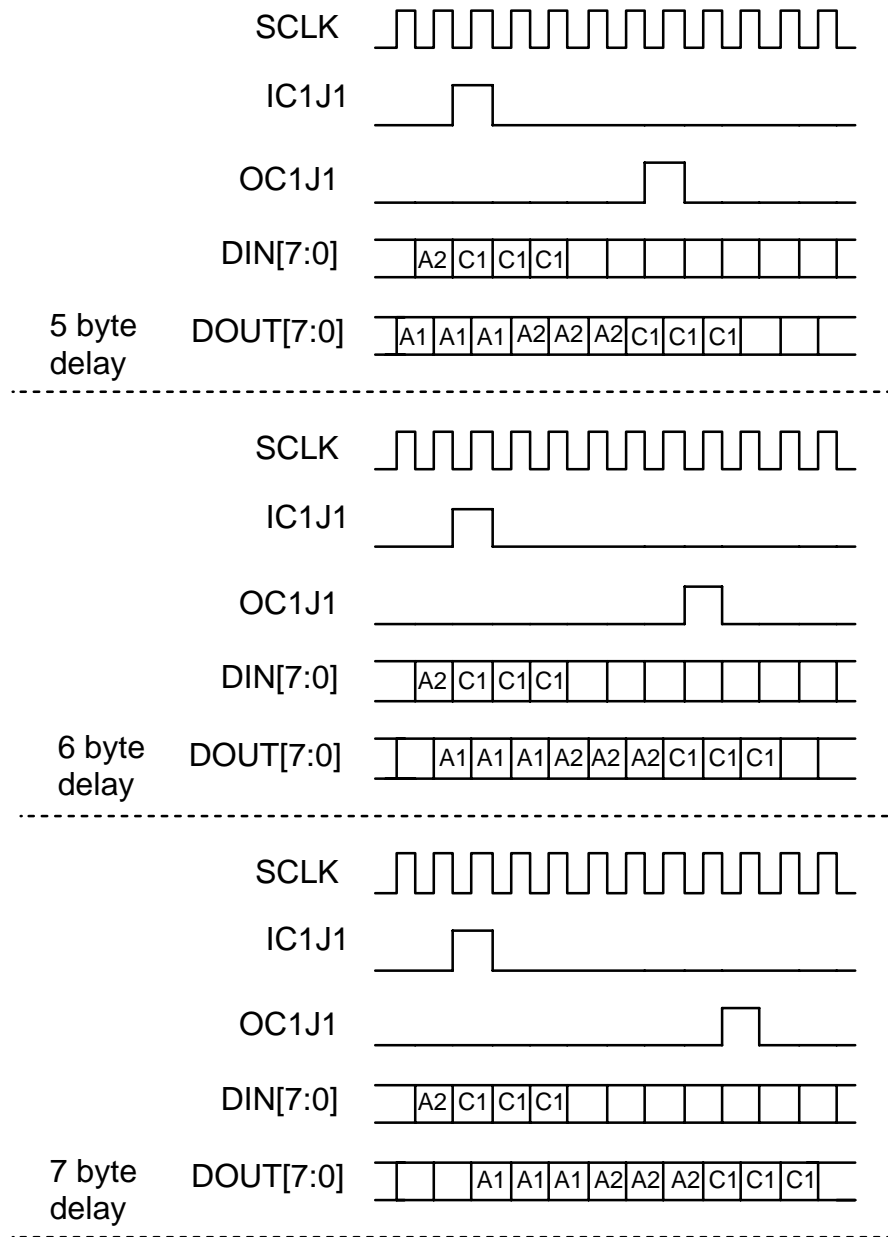 SCLK
IC1J1
OC1J1
DIN[7:0] A2 C1 C1 C1
5 byte delay DOUT[7:0] A1 A1 A1 A2 A2 A2 C1 C1 C1
SCLK
IC1J1
OC1J1
DIN[7:0] A2 C1 C1 C1
6 byte delay DOUT[7:0] A1 A1 A1 A2 A2 A2 C1 C1 C1
SCLK
IC1J1
OC1J1
DIN[7:0] A2 C1 C1 C1
7 byte delay DOUT[7:0] A1 A1 A1 A2 A2 A2 C1 C1 C1